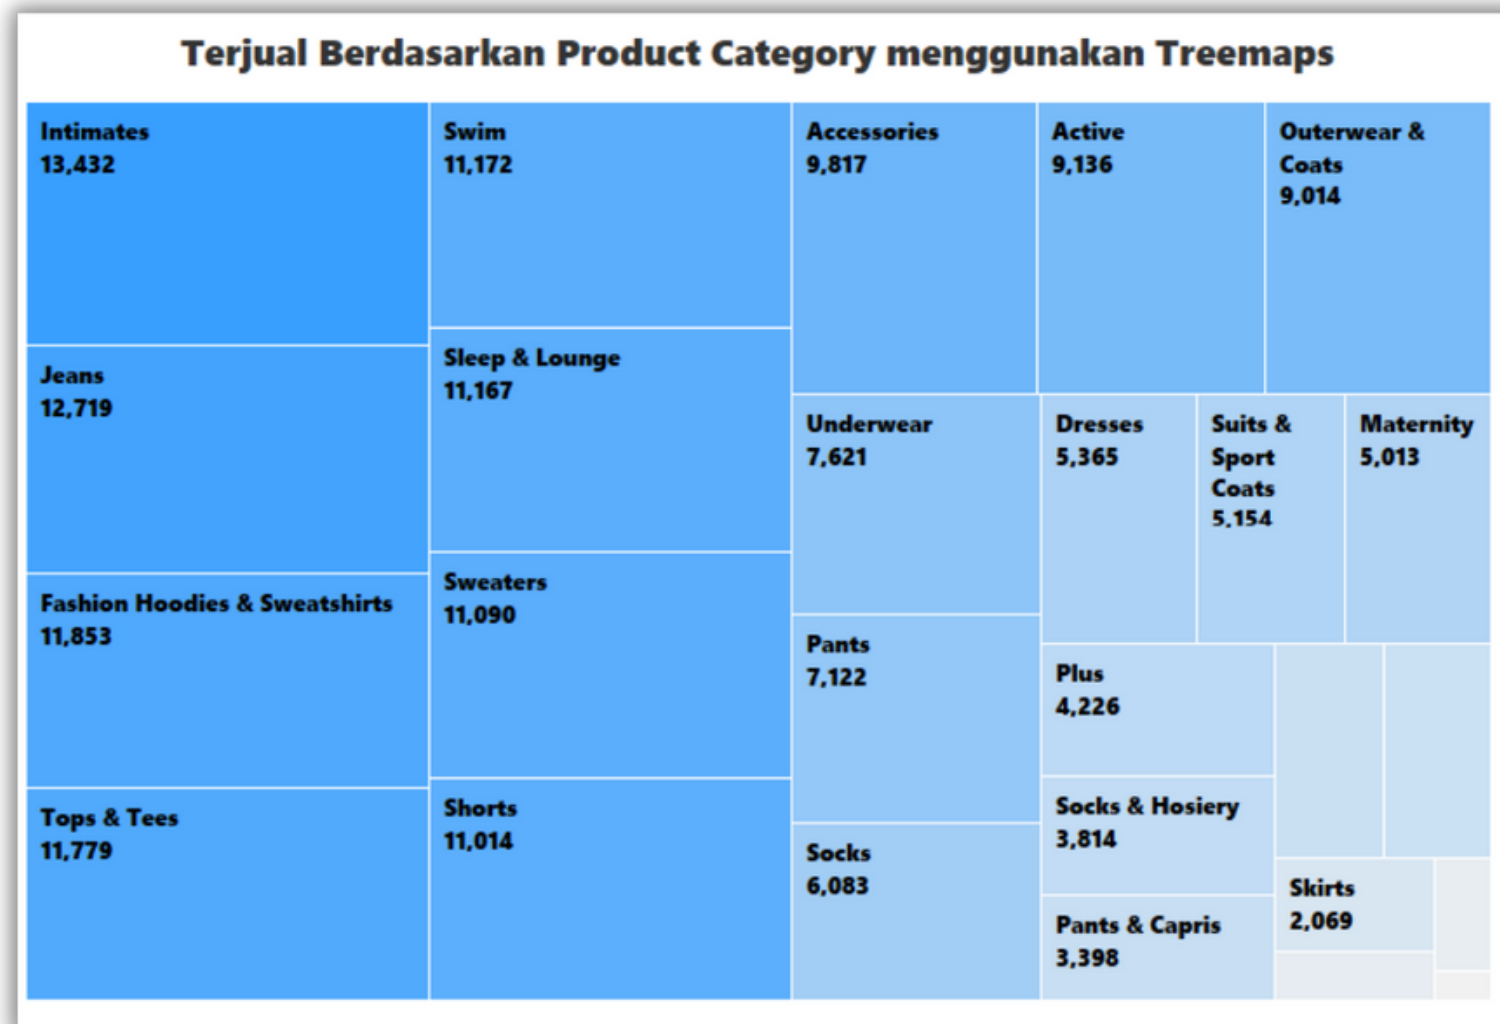 Terjual Berdasarkan Product Category menggunakan Treemaps
Intimates
13,432
Jeans
12,719
Fashion Hoodies & Sweatshirts
11,853
Tops & Tees
11,779
Swim
11,172
Sleep & Lounge
11,167
Sweaters
11,090
Shorts
11,014
Accessories
9,817
Active
9,136
Outerwear &
Coats
9,014
Underwear
7,621
Pants
7,122
Socks
6,083
Dresses
5,365
Suits &
Sport
Coats
5,154
Maternity
5,013
Plus
4,226
Socks & Hosiery
3,814
Pants & Capris
3,398
Skirts
2,069